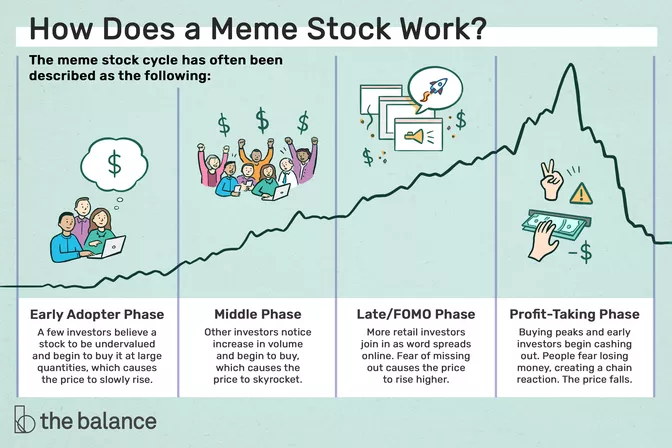 How Does a Meme Stock Work?
The meme stock cycle has often been
described as the following:
$
$ $ $
$
$
-$
Early Adopter Phase
A few investors believe a
stock to be undervalued
and begin to buy it at large
quantities, which causes
the price to slowly rise.
Middle Phase
Other investors notice
increase in volume
and begin to buy,
which causes the
price to skyrocket.
Late/FOMO Phase
More retail investors
join in as word spreads
online. Fear of missing
out causes the price
to rise higher.
Profit-Taking Phase
Buying peaks and early
investors begin cashing
out. People fear losing
money, creating a chain
reaction. The price falls.
the balance